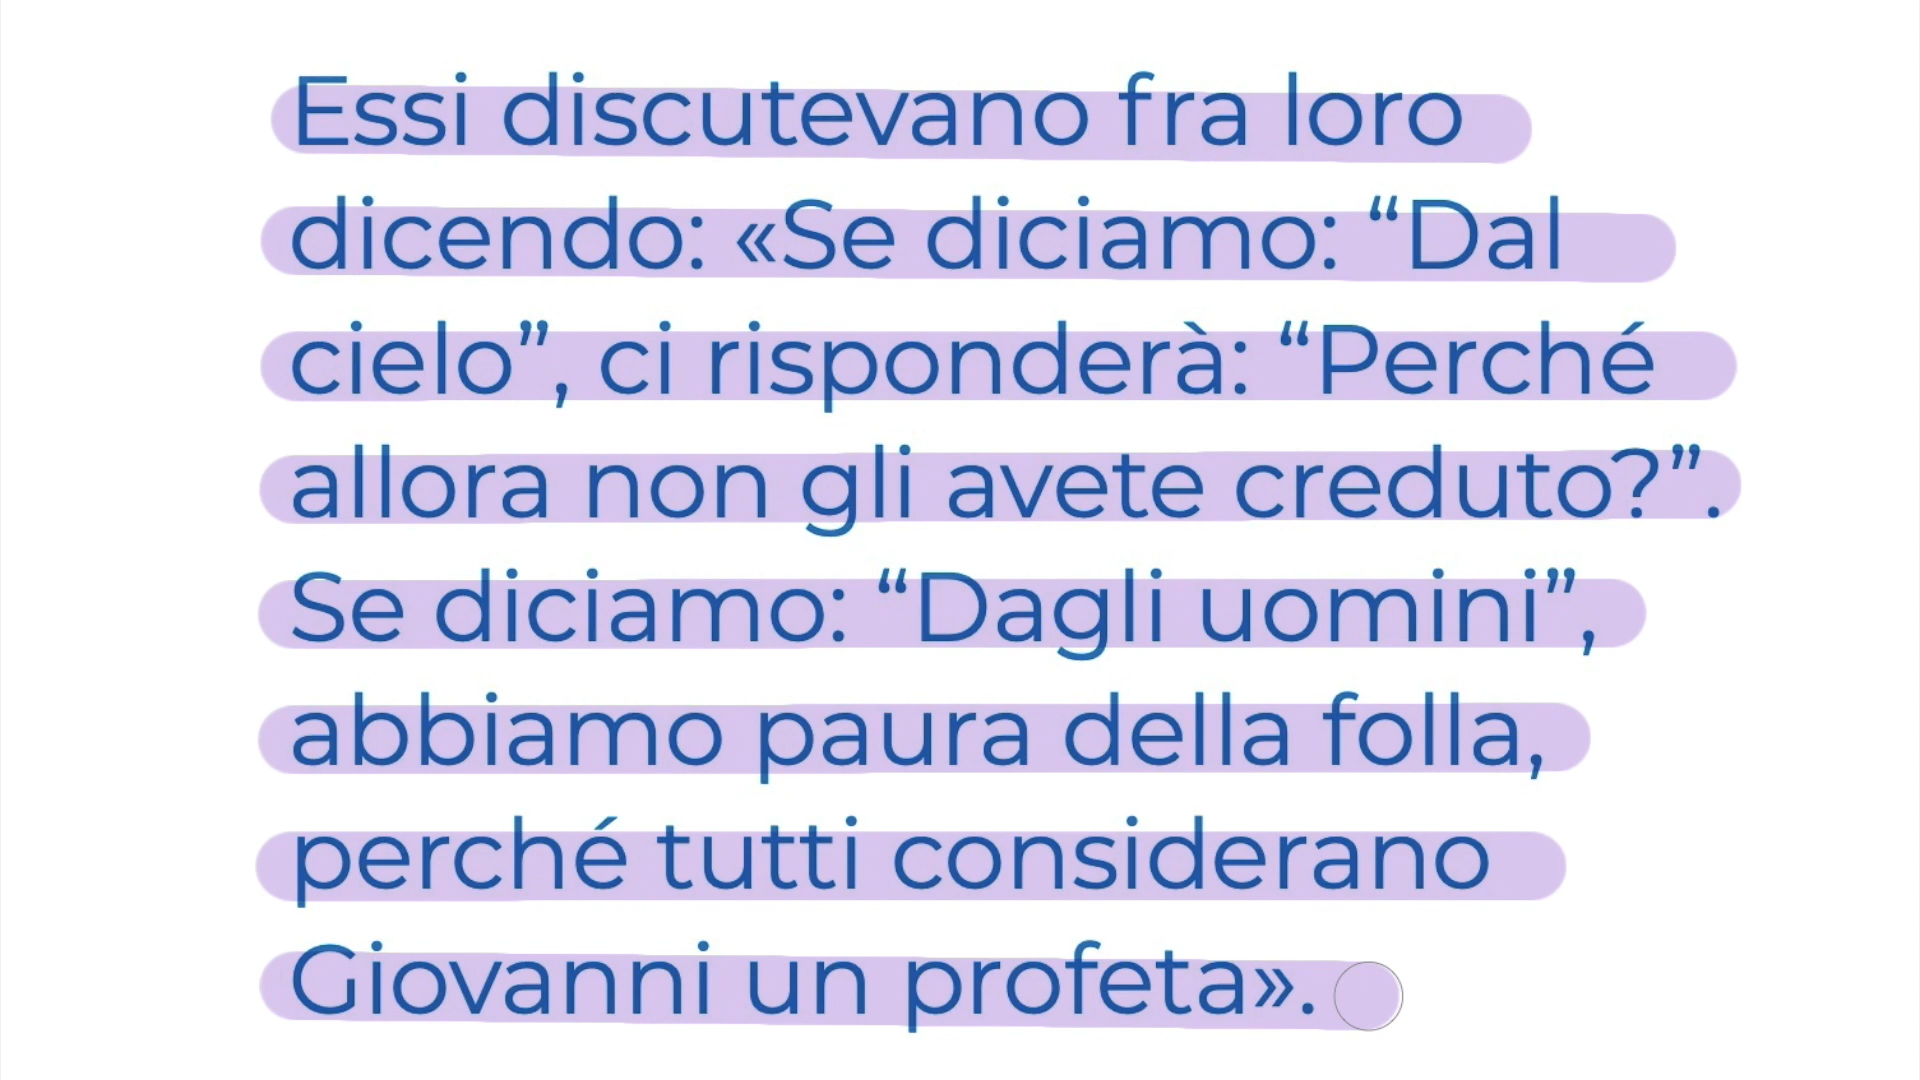 Essi discutevano fra loro
dicendo: «Se diciamo: “Dal
cielo”, ci risponderà: “Perché
allora non gli avete creduto?”.
Se diciamo: “Dagli uomini”,
abbiamo paura della folla,
perché tutti considerano
Giovanni un profeta».